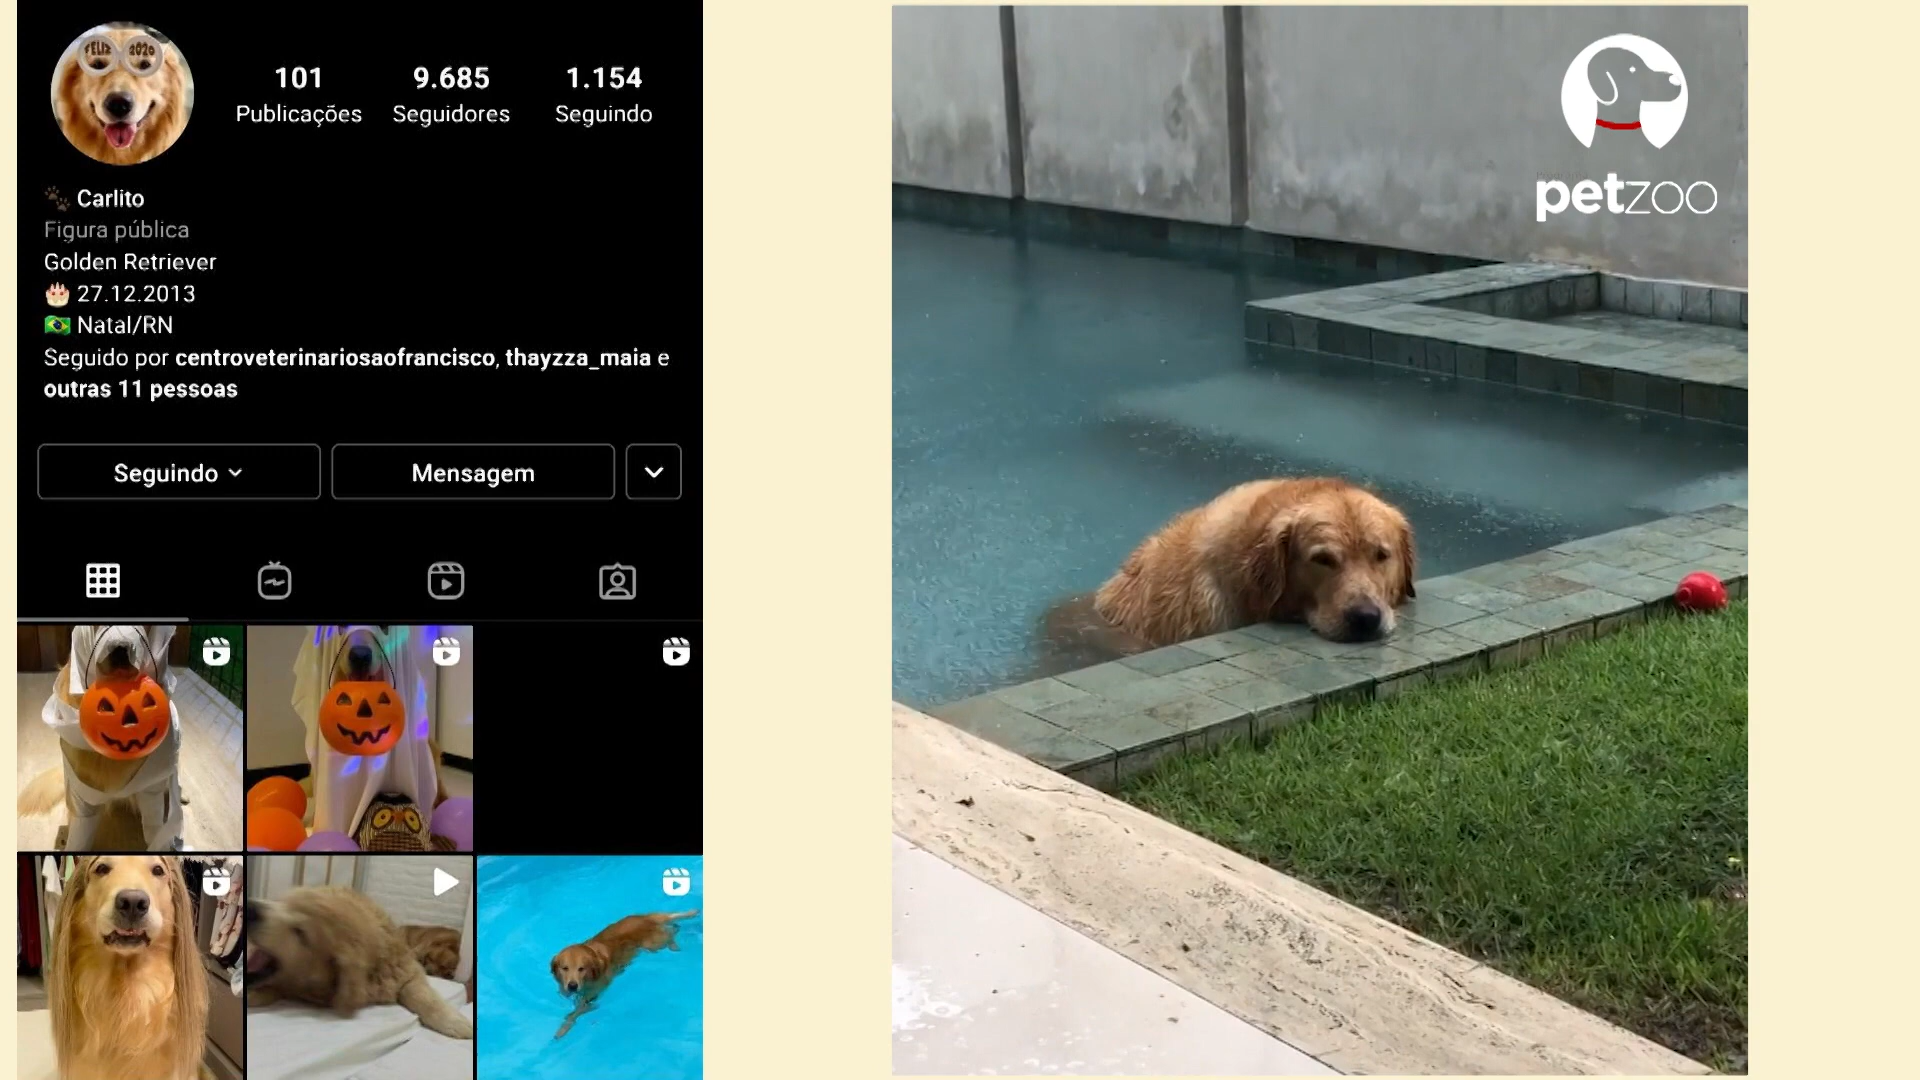 FELIZ 2020
101
Publicações
9.685
Seguidores
1.154
Seguindo
Carlito
Figura pública
Golden Retriever
27.12.2013
Natal/RN
Seguido por centroveterinariosaofrancisco, thayzza_maia e
outras 11 pessoas
Seguindo
Mensagem
petzoo